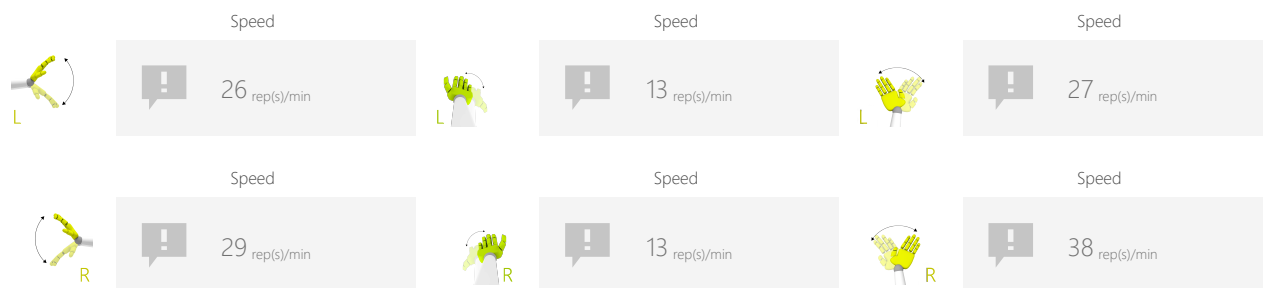 Speed Speed Speed
26 rep(s)/min 13 rep(s)/min 27 rep(s)/min
L L L
Speed Speed Speed
29 rep(s)/min 13 rep(s)/min 38 rep(s)/min
R R R